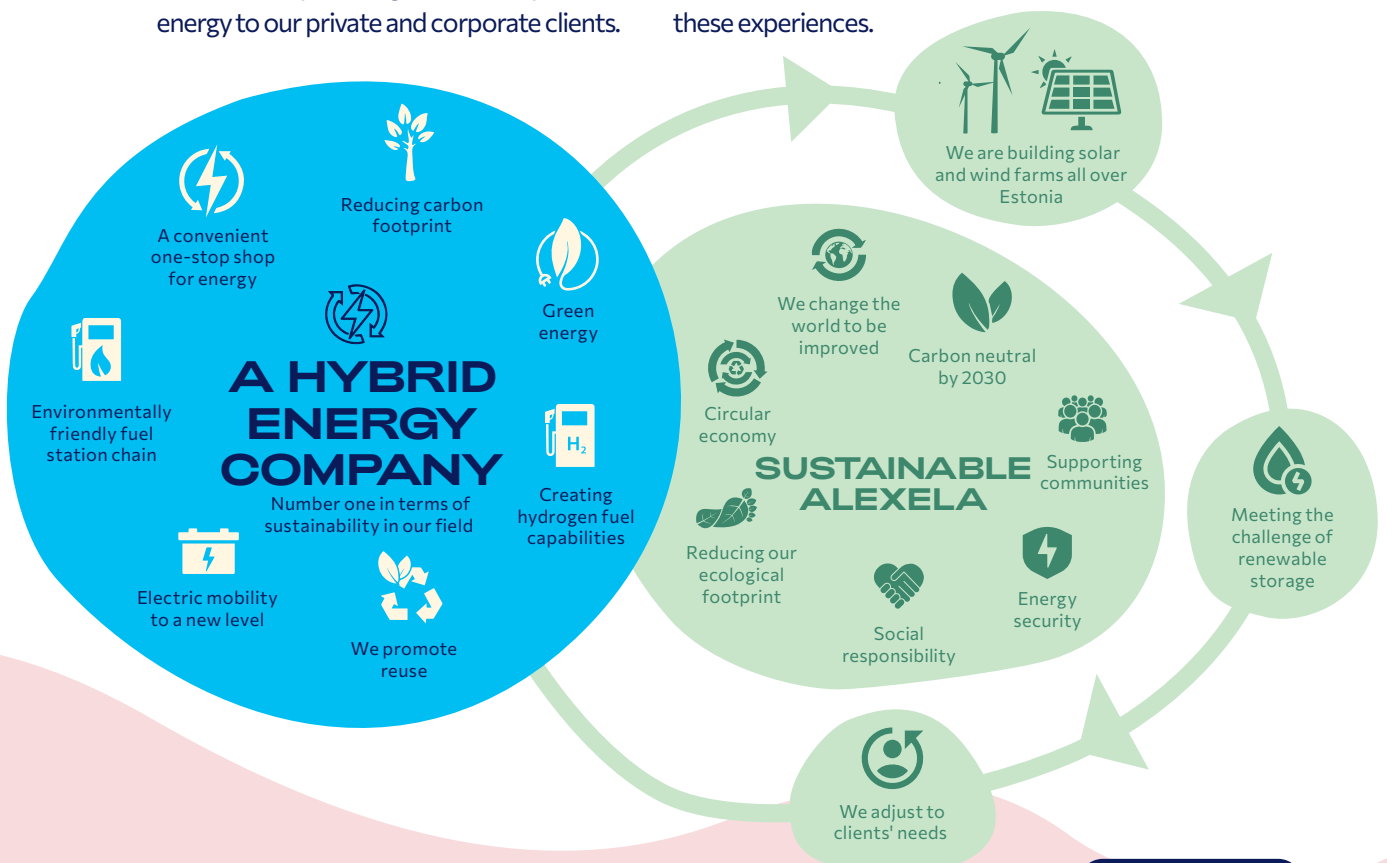 energy to our private and corporate clients.
these experiences.
We are building solar
and wind farms all over
Estonia
Reducing carbon
footprint
A convenient
one-stop shop
for energy
Green
energy
Environmentally
friendly fuel
station chain
A HYBRID
ENERGY
COMPANY
Number one in terms of
sustainability in our field
H₂
Creating
hydrogen fuel
capabilities
Electric mobility
to a new level
We promote
reuse
We change the
world to be
improved
Carbon neutral
by 2030
Circular
economy
SUSTAINABLE
ALEXELA
Supporting
communities
Reducing our
ecological
footprint
Social
responsibility
Energy
security
Meeting the
challenge of
renewable
storage
We adjust to
clients' needs